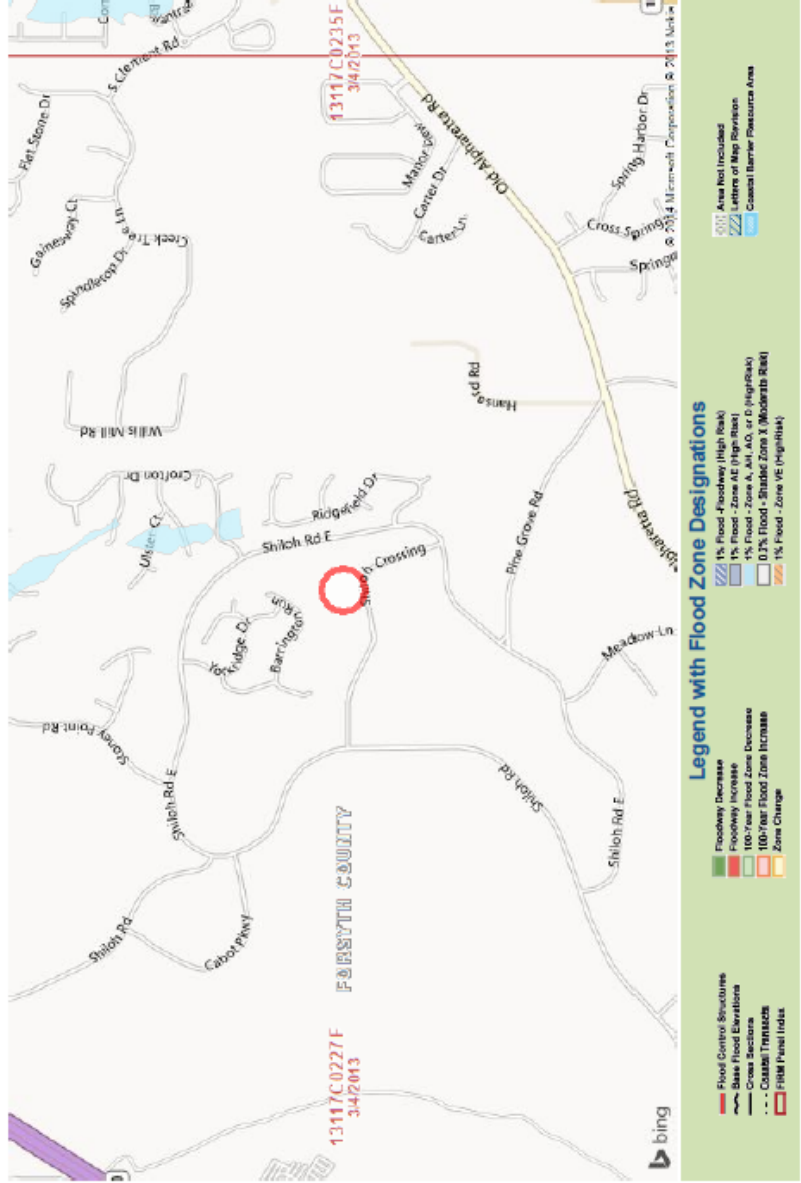 S Clement Rd
Flat Stone Dr
Gainesway Ct
Spindletop Dr
Creek Tree Ln
Willis Mill Rd
Crofton Dr
Ulster Ct
Ridgefield Dr
Shiloh Rd E
Shiloh Crossing
Barrington
Run
Stoney Point Rd
Shiloh Rd E
Shiloh Rd
Cabot Pkwy
FORSYTH COUNTY
13117C0227F
3/4/2013
13117C0235F
3/4/2013
Manor View
Carter Dr
Carter Ln
Old Alpharetta Rd
Spring Harbor Dr
Cross Spring
Springs
Hansard Rd
Pine Grove Rd
Meadow Ln
Shiloh Rd
Shiloh Rd E
bing
© 2014 Microsoft Corporation © 2013 Nokia
Legend with Flood Zone Designations
Flood Control Structures
Base Flood Elevations
Cross Sections
Coastal Transects
FIRM Panel Index
Floodway Decrease
Floodway Increase
100-Year Flood Zone Decrease
100-Year Flood Zone Increase
Zone Change
1% Flood -Floodway (High Risk)
1% Flood - Zone AE (High Risk)
1% Flood - Zone A, AH, AO, or D (HighRisk)
0.2% Flood - Shaded Zone X (Moderate Risk)
1% Flood - Zone VE (HighRisk)
Area Not Included
Letters of Map Revision
Coastal Barrier Resource Area